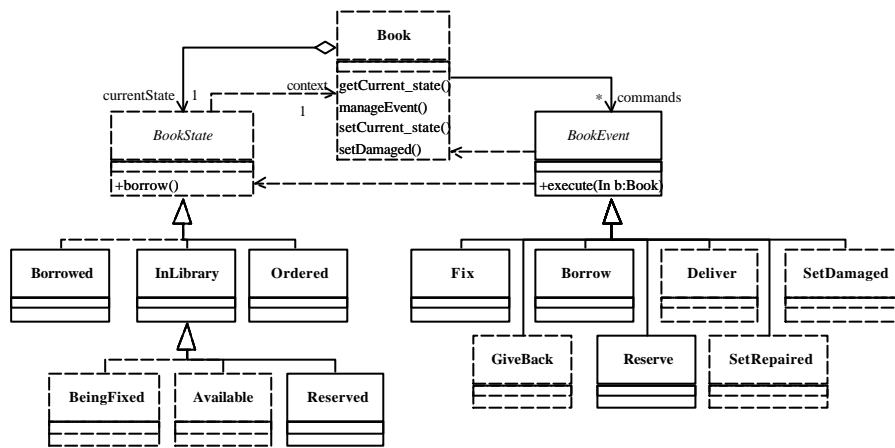 Book
getCurrent_state()
manageEvent()
setCurrent_state()
setDamaged()
context
1
currentState
1
* commands
BookState
+borrow()
BookEvent
+execute(In b:Book)
Borrowed
InLibrary
Ordered
Fix
Borrow
Deliver
SetDamaged
GiveBack
Reserve
SetRepaired
BeingFixed
Available
Reserved